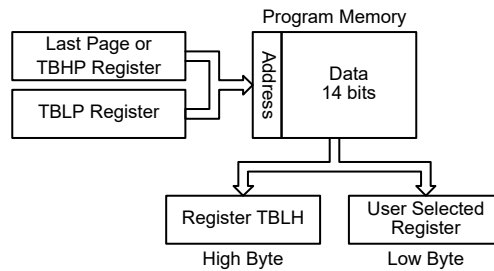 Program Memory
Last Page or
TBHP Register
TBLP Register
Address
Data
14 bits
Register TBLH
User Selected
Register
High Byte
Low Byte